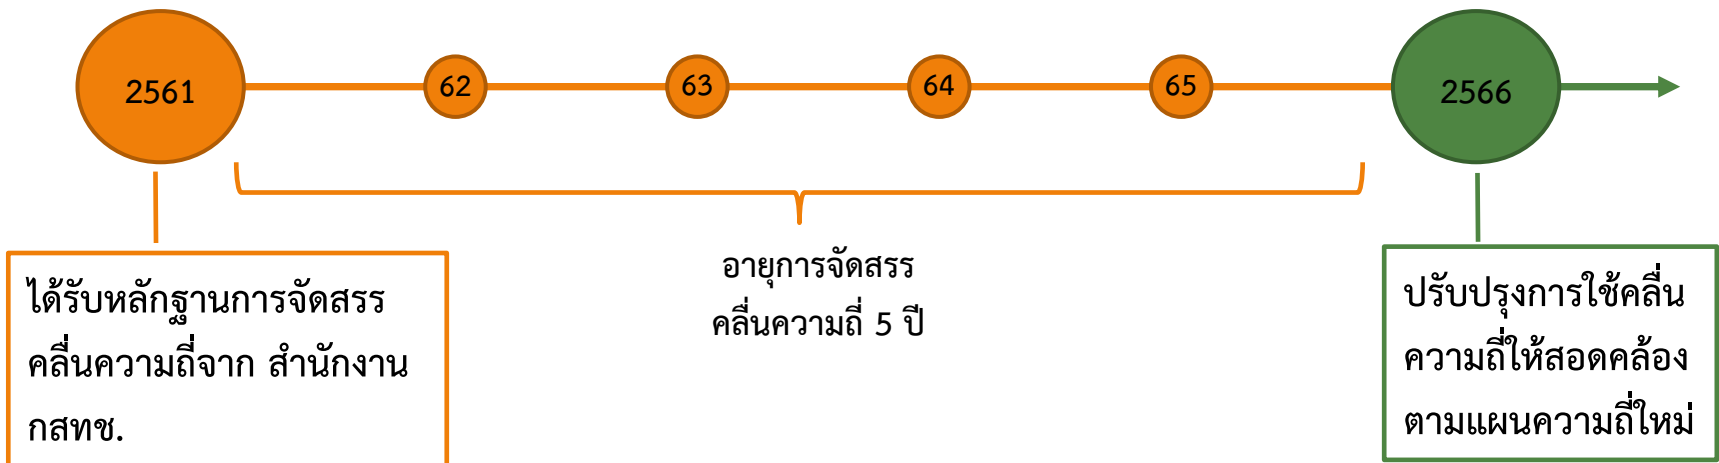 2561
62
63
64
65
2566
ได้รับหลักฐานการจัดสรร
คลื่นความถี่จาก สำนักงาน
กสทช.
อายุการจัดสรร
คลื่นความถี่ 5 ปี
ปรับปรุงการใช้คลื่น
ความถี่ให้สอดคล้อง
ตามแผนความถี่ใหม่